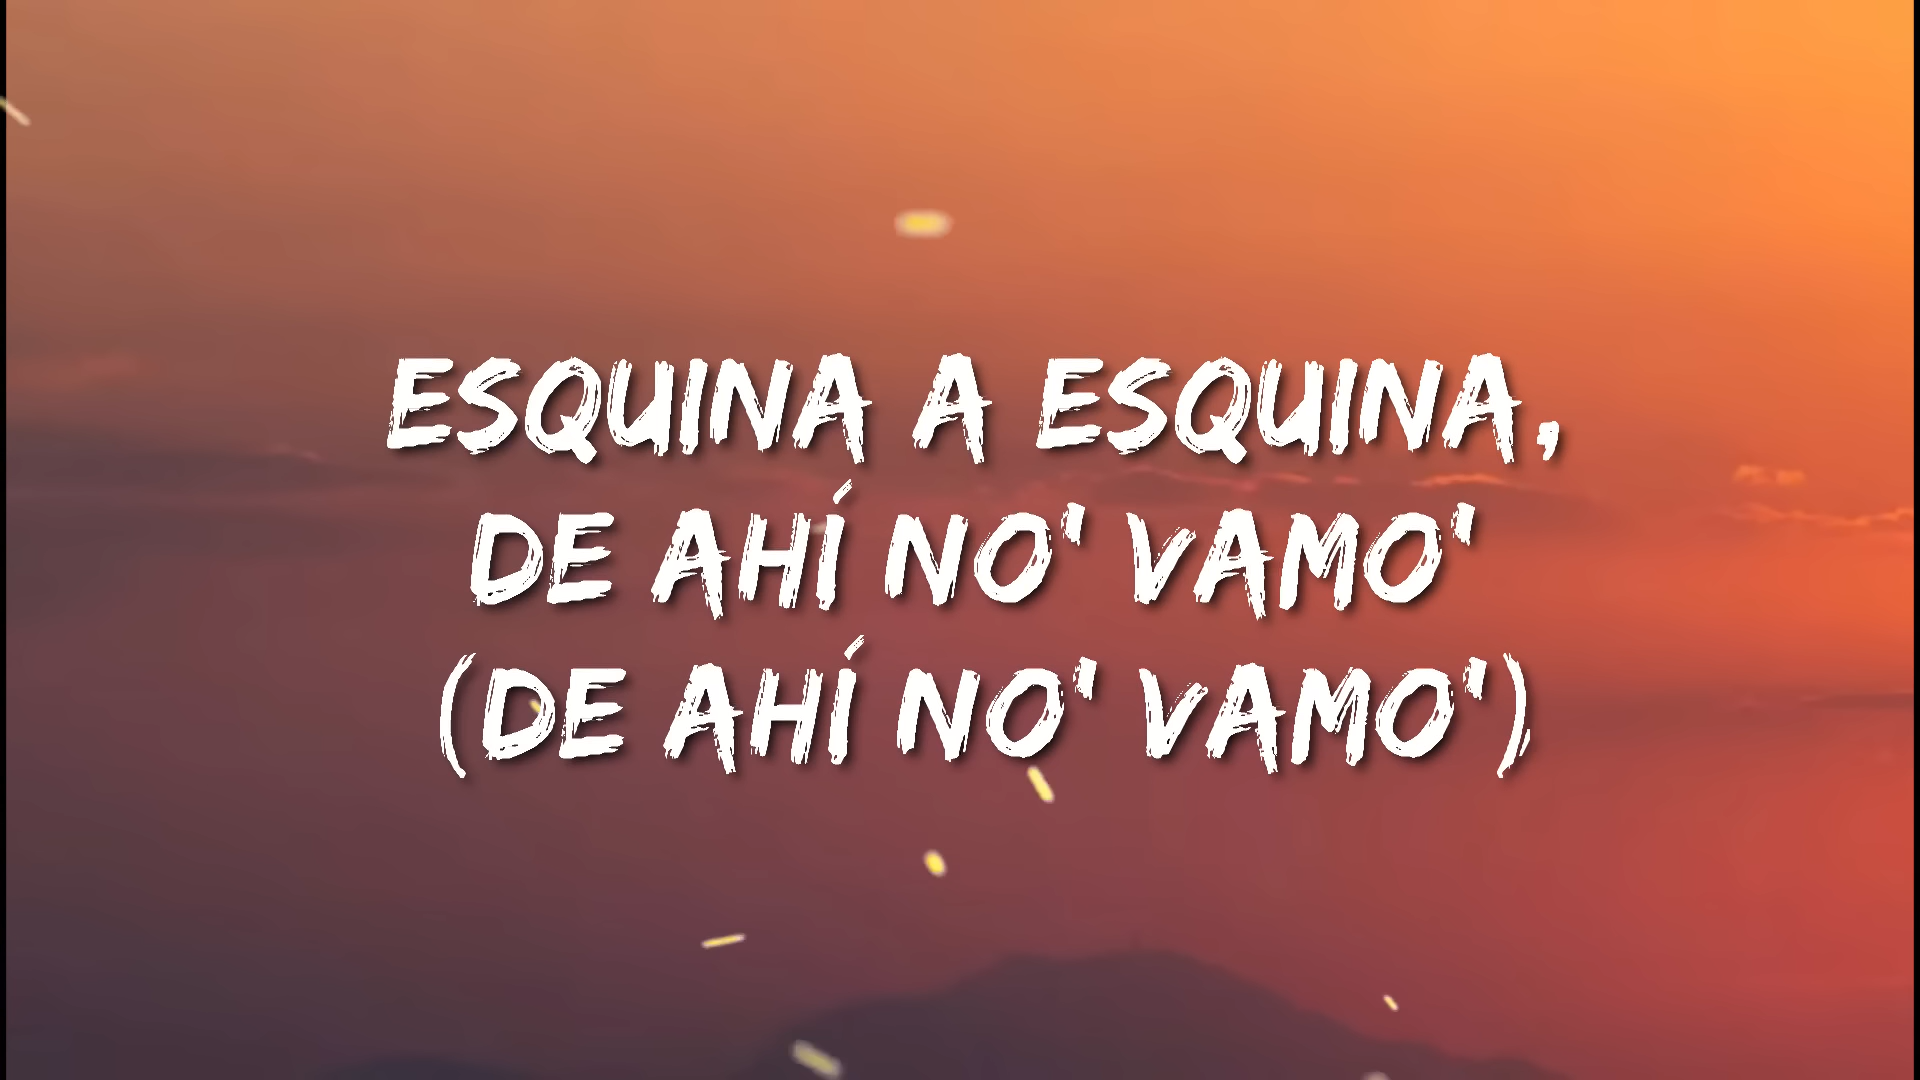 ESQUINA A ESQUINA,
DE AHÍ NO' VAMO'
(DE AHÍ NO' VAMO')